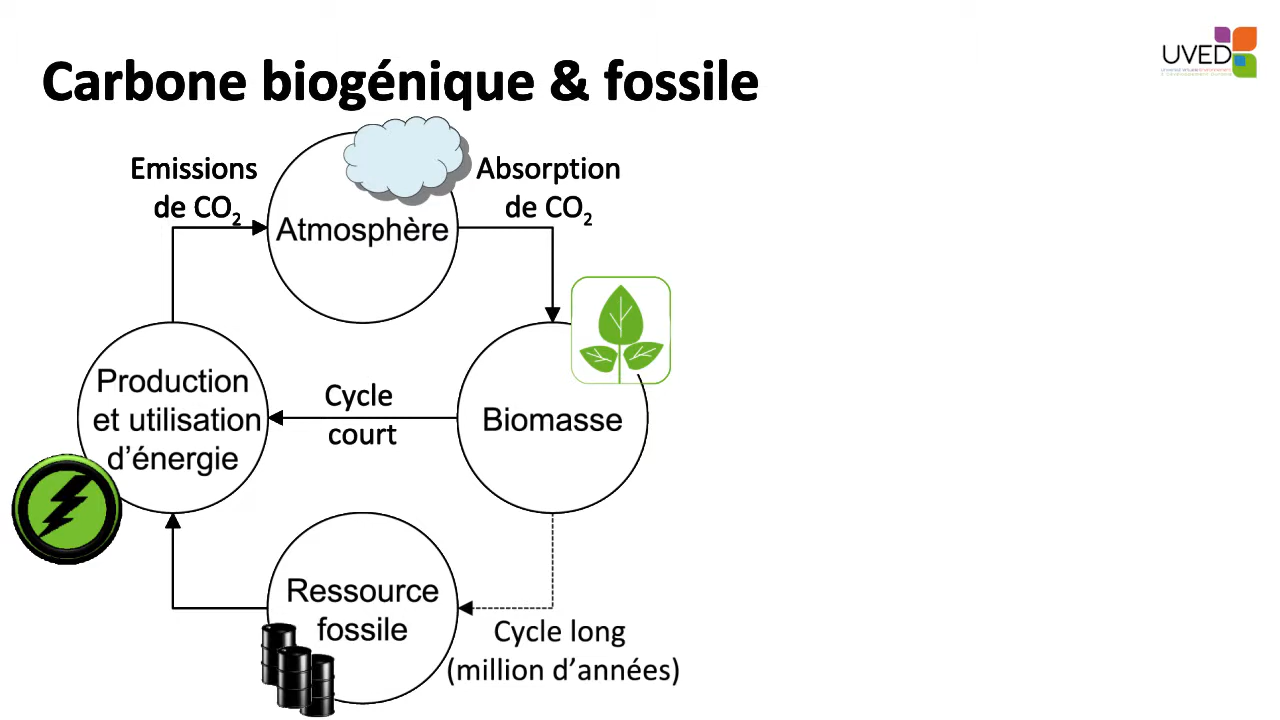 UVED
Carbone biogénique & fossile
Emissions
de CO₂
Absorption
de CO₂
Atmosphère
Production
et utilisation
d’énergie
Cycle
court
Biomasse
Ressource
fossile
Cycle long
(million d’années)